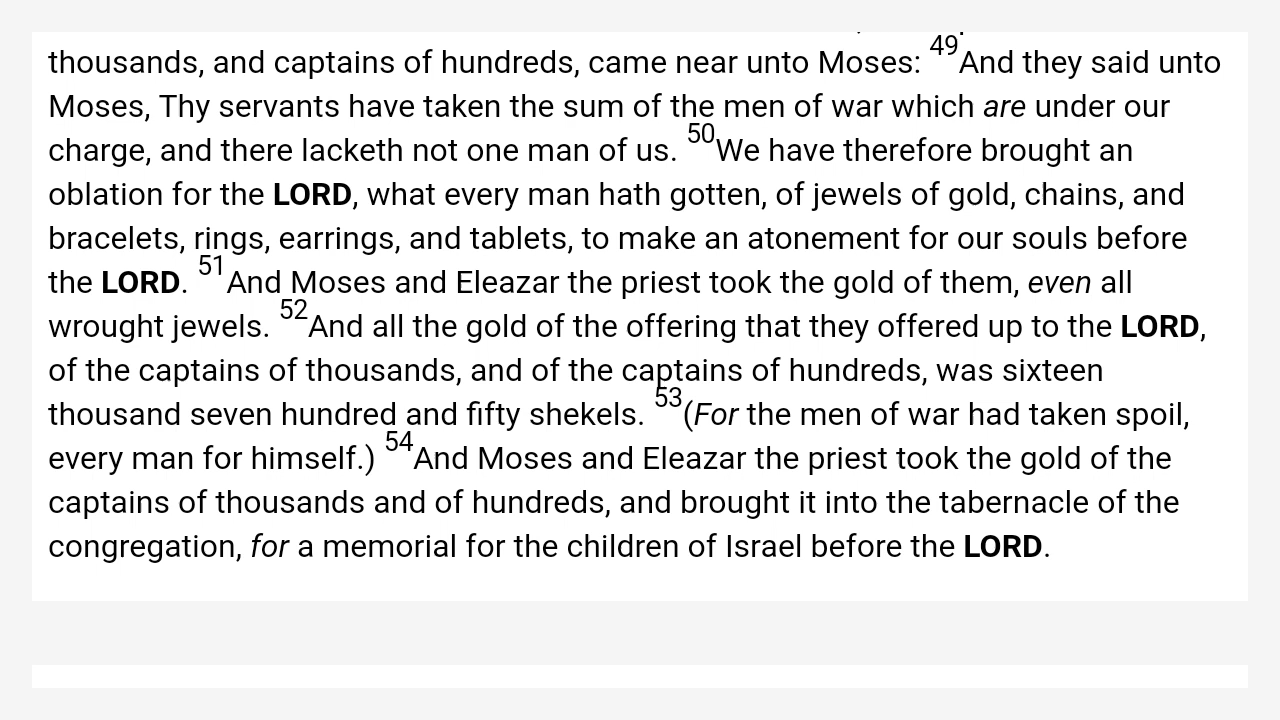 thousands, and captains of hundreds, came near unto Moses: 49And they said unto
Moses, Thy servants have taken the sum of the men of war which are under our
charge, and there lacketh not one man of us. 50We have therefore brought an
oblation for the LORD, what every man hath gotten, of jewels of gold, chains, and
bracelets, rings, earrings, and tablets, to make an atonement for our souls before
the LORD. 51And Moses and Eleazar the priest took the gold of them, even all
wrought jewels. 52And all the gold of the offering that they offered up to the LORD,
of the captains of thousands, and of the captains of hundreds, was sixteen
thousand seven hundred and fifty shekels. 53(For the men of war had taken spoil,
every man for himself.) 54And Moses and Eleazar the priest took the gold of the
captains of thousands and of hundreds, and brought it into the tabernacle of the
congregation, for a memorial for the children of Israel before the LORD.